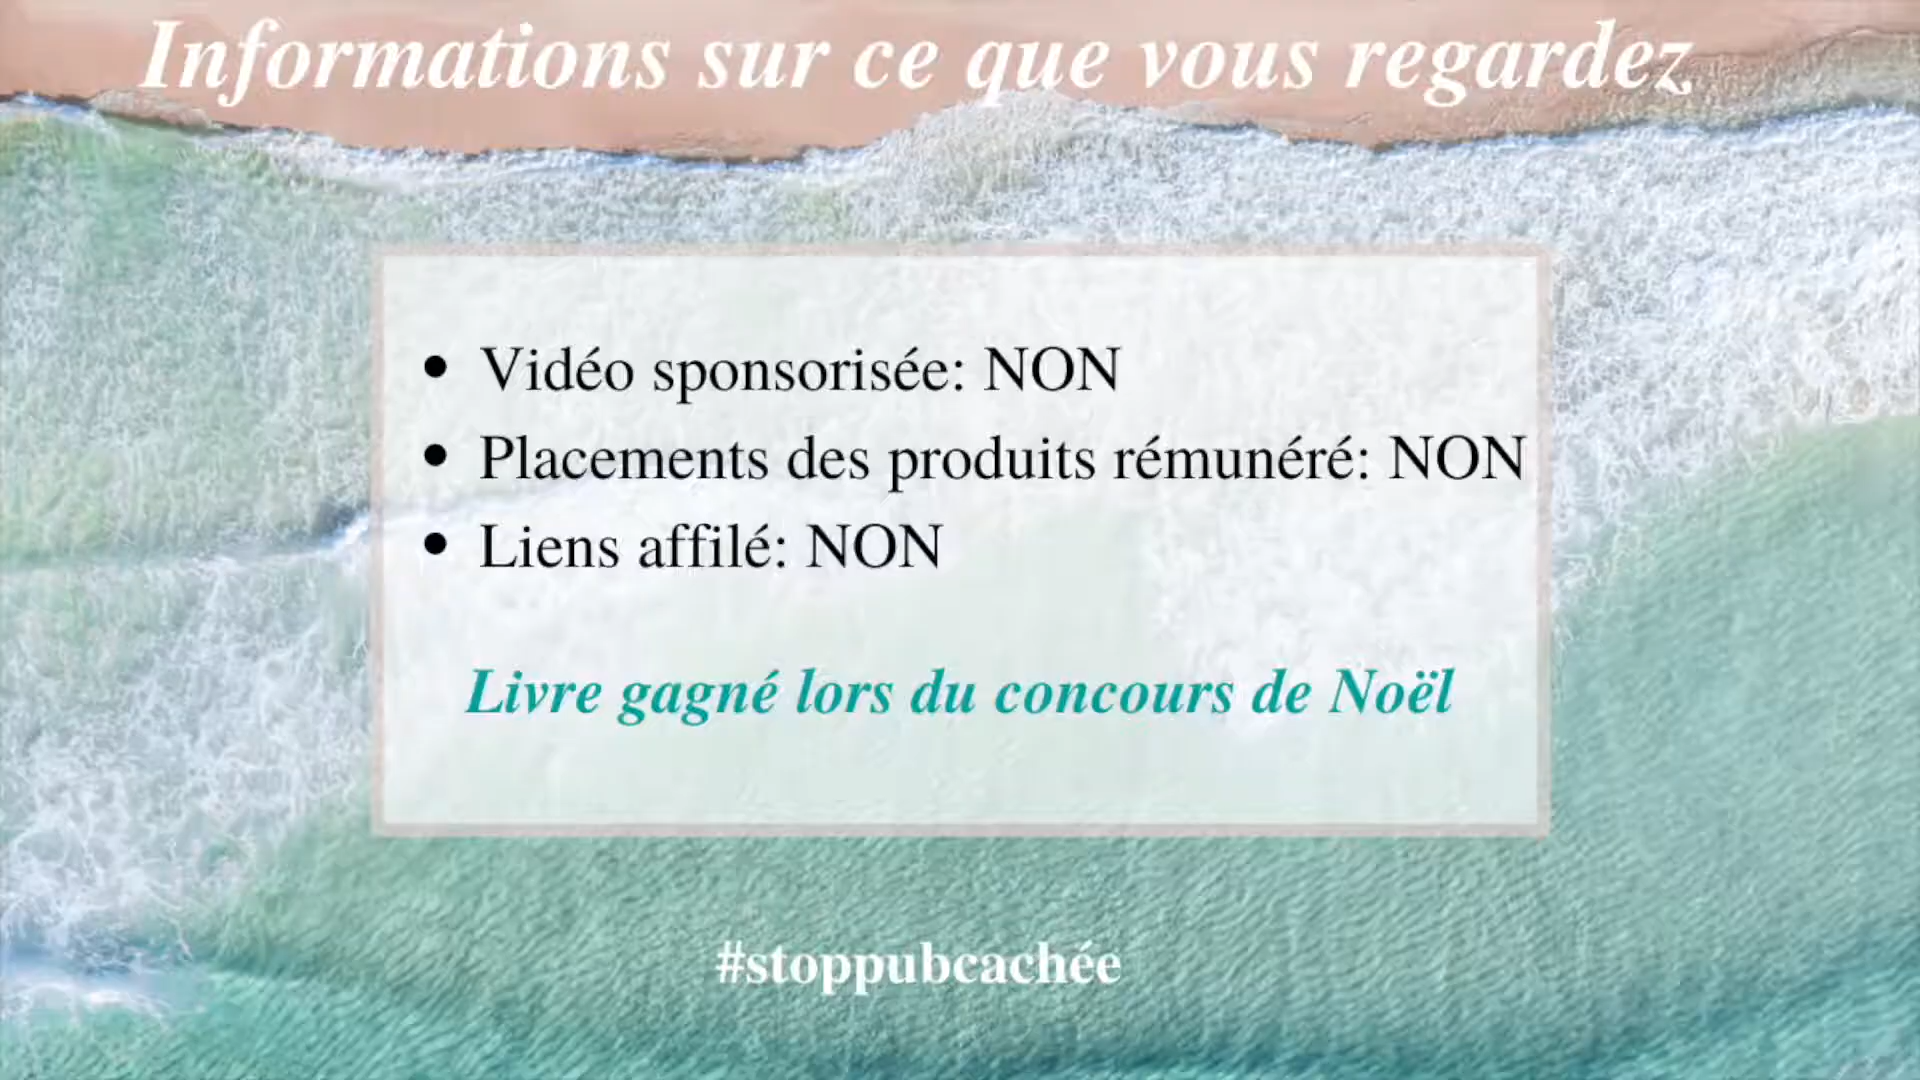 Informations sur ce que vous regardez
• Vidéo sponsorisée: NON
• Placements des produits rémunéré: NON
• Liens affilé: NON
Livre gagné lors du concours de Noël
#stoppubcachée